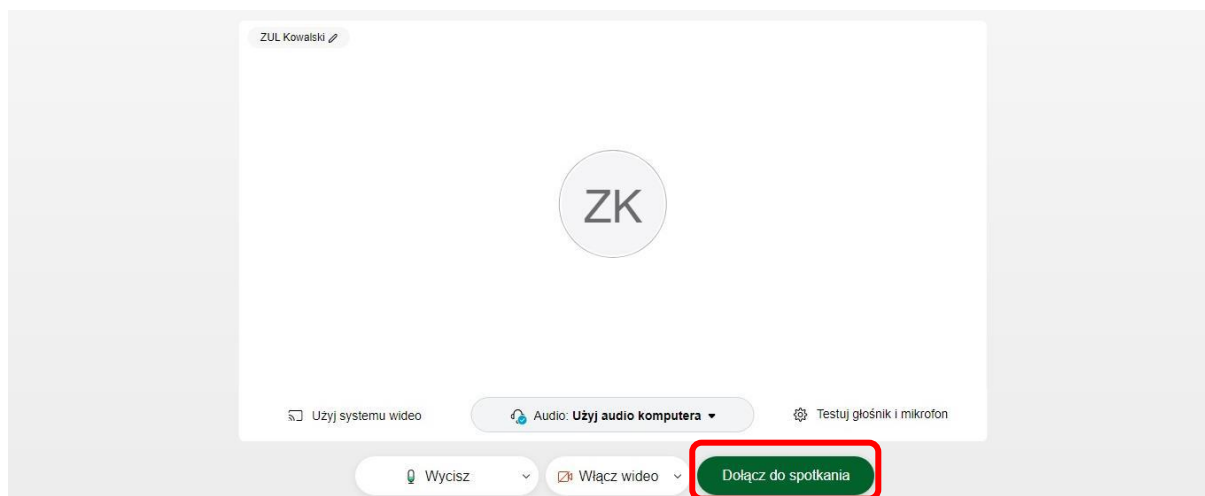 ZUL Kowalski
ZK
Użyj systemu wideo
Audio: Użyj audio komputera
Testuj głośnik i mikrofon
Wycisz
Włącz wideo
Dołącz do spotkania